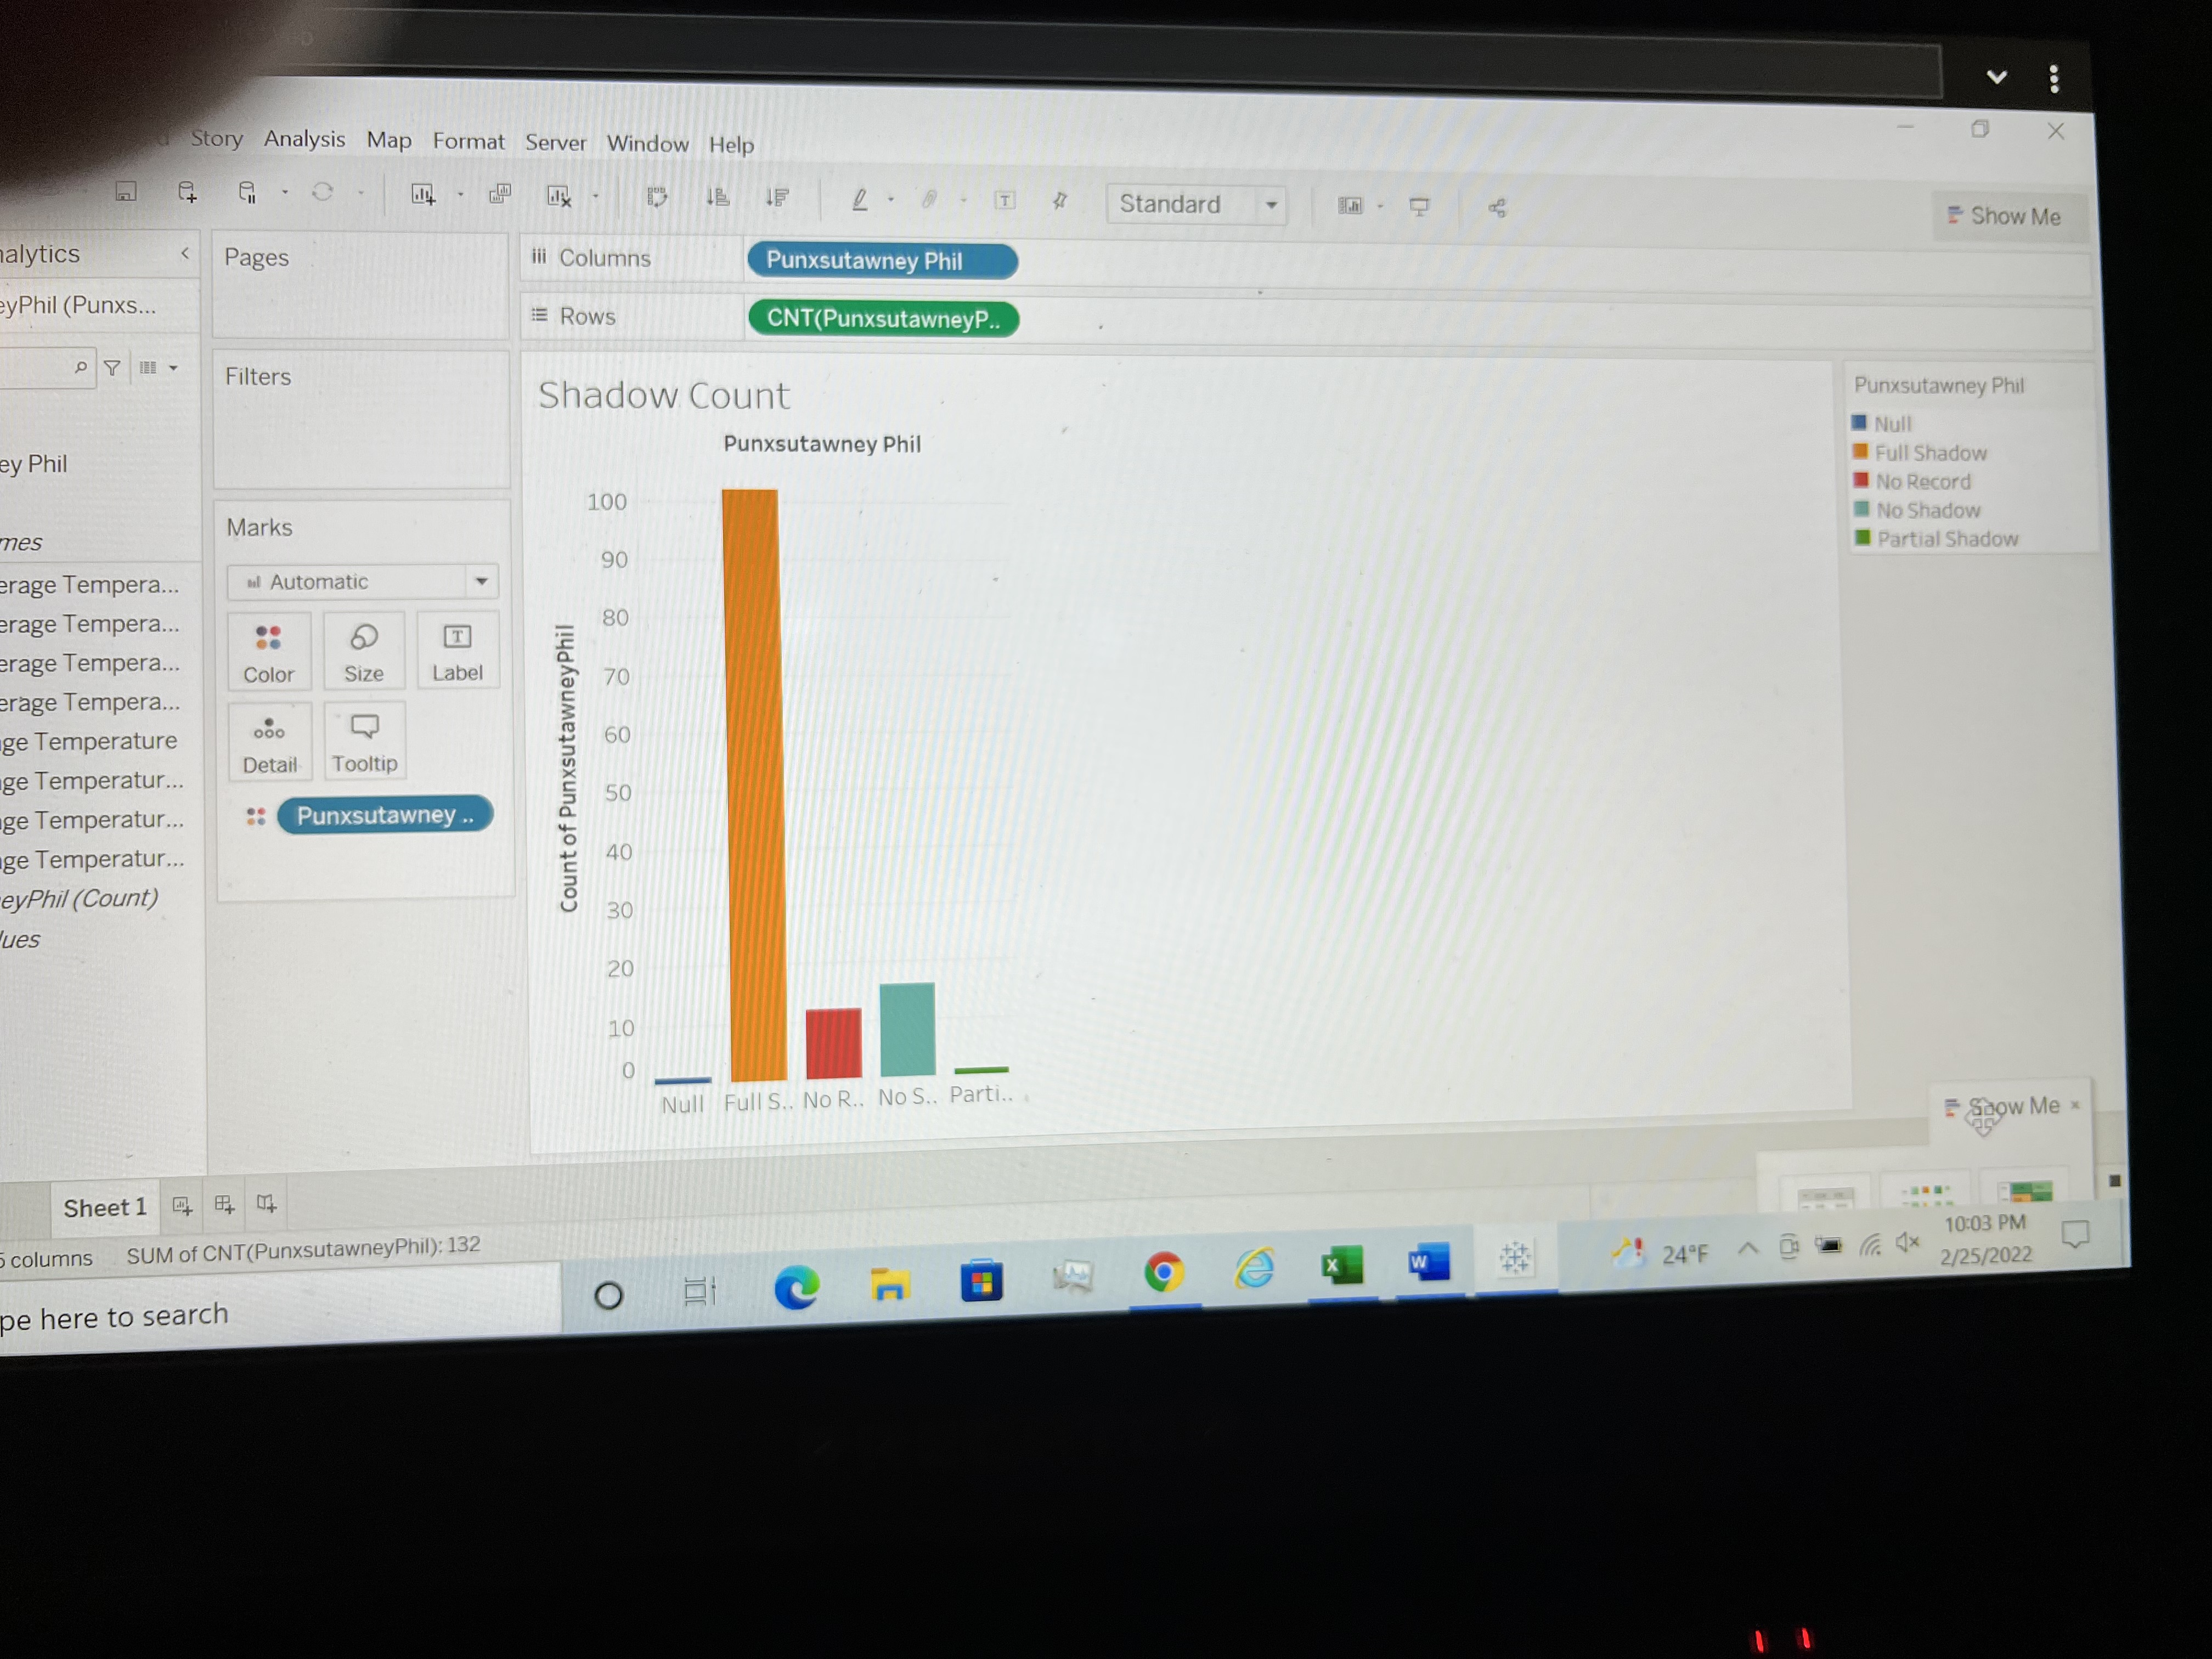 Story Analysis Map Format Server Window Help
Standard
Show Me
nalytics
Pages
iii Columns
Punxsutawney Phil
eyPhil (Punxs...
Rows
CNT(PunxsutawneyP..
Filters
Shadow Count
Punxsutawney Phil
Punxsutawney Phil
Null
Full Shadow
No Record
No Shadow
Partial Shadow
ey Phil
mes
erage Tempera...
erage Tempera...
erage Tempera...
erage Tempera...
ge Temperature
age Temperatur...
age Temperatur...
age Temperatur...
eyPhil (Count)
lues
Marks
Automatic
Color
Size
Label
Detail
Tooltip
Punxsutawney ..
Count of PunxsutawneyPhil
100
90
80
70
60
50
40
30
20
10
0
Null
Full S..
No R..
No S..
Parti..
Show Me
Sheet 1
5 columns
SUM of CNT(PunxsutawneyPhil): 132
pe here to search
24°F
10:03 PM
2/25/2022